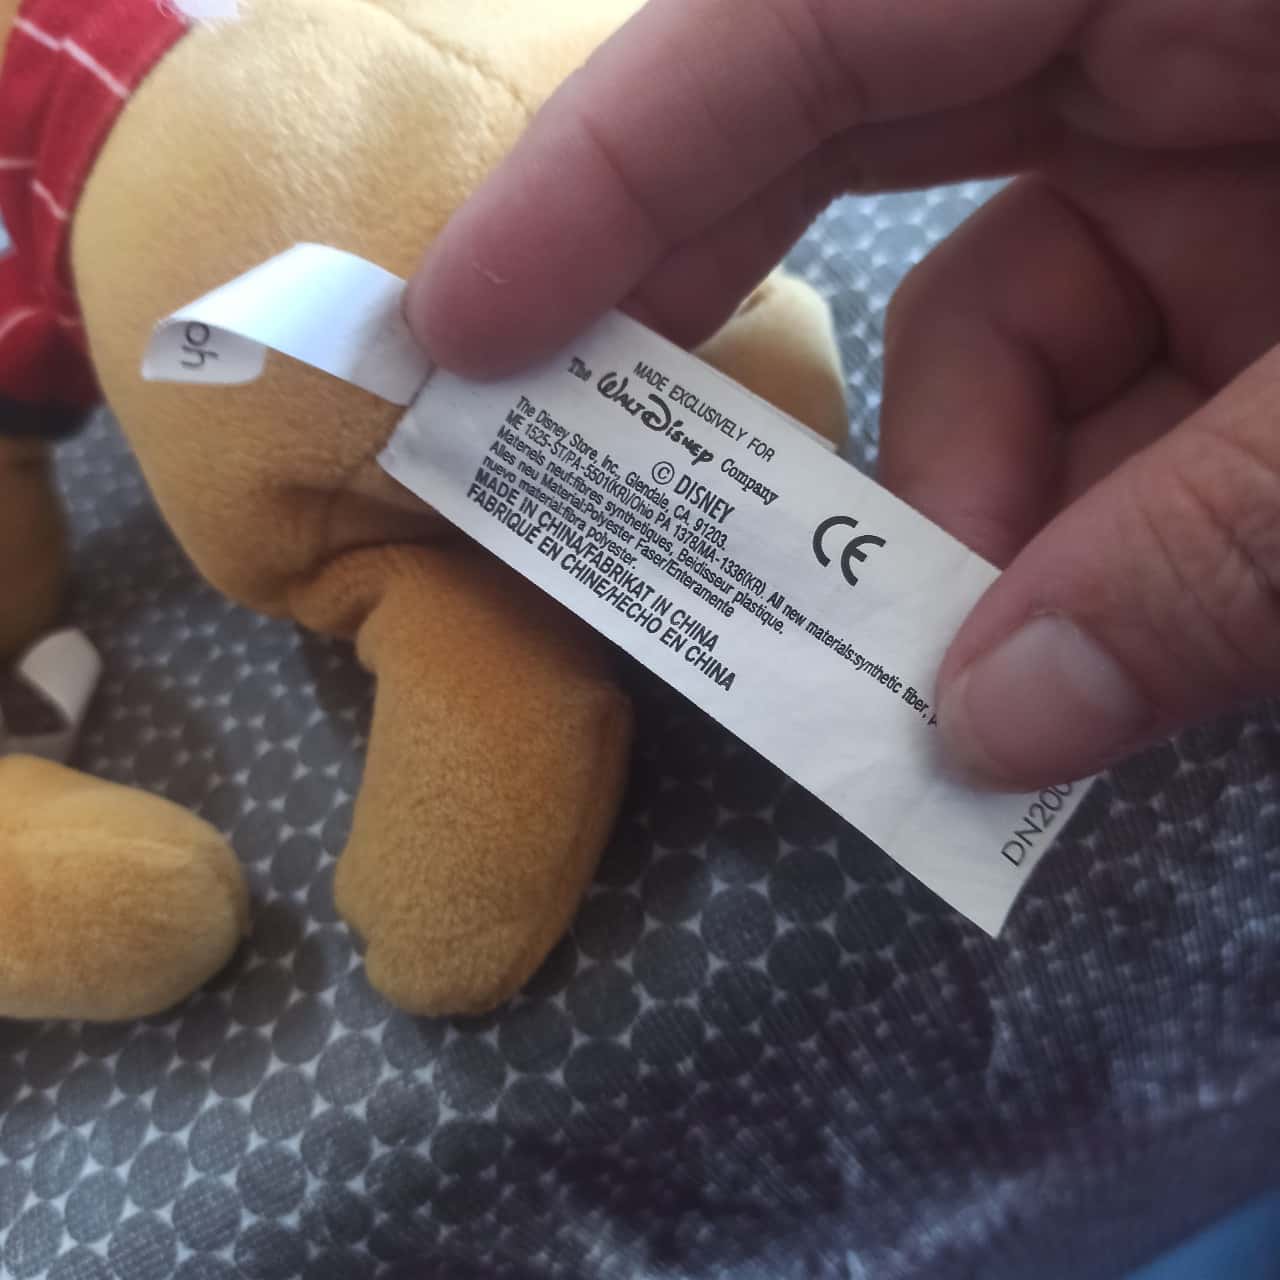 MADE EXCLUSIVELY FOR
The WALT DISNEY Company
© DISNEY
The Disney Store, Inc., Glendale, CA, 91203.
ME 1525-ST/PA-5501(KR)/Ohio PA 1378/MA-1336(KR). All new materials:synthetic fiber,
Materiels neuf:fibres synthetiques, Beidisseur plastique.
Alles neu Material:Polyester Faser/Enteramente
nuevo material:fibra polyester.
MADE IN CHINA/FABRIKAT IN CHINA
FABRIQUÉ EN CHINE/HECHO EN CHINA
CE
DN200